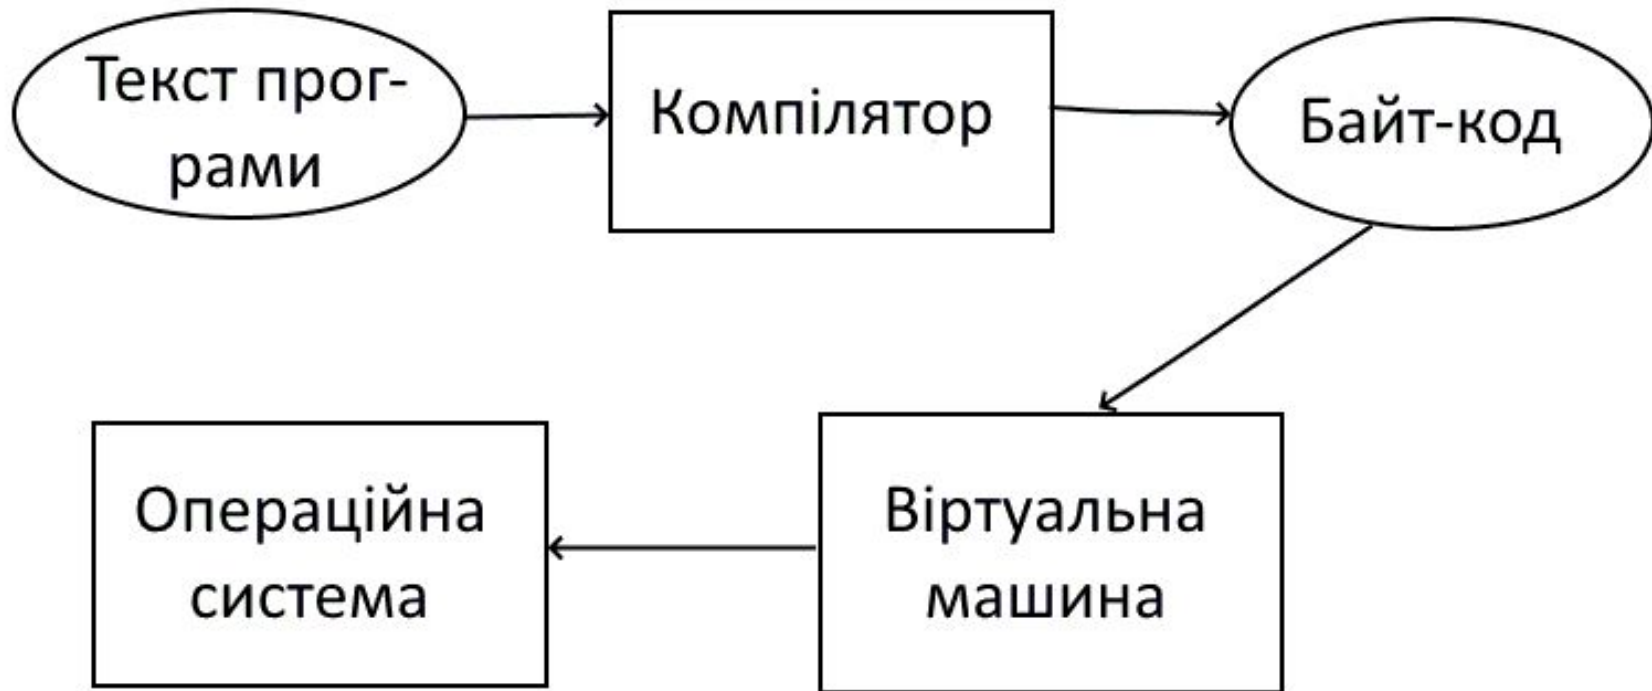 Текст прог-
рами
Компілятор
Байт-код
Операційна
система
Віртуальна
машина